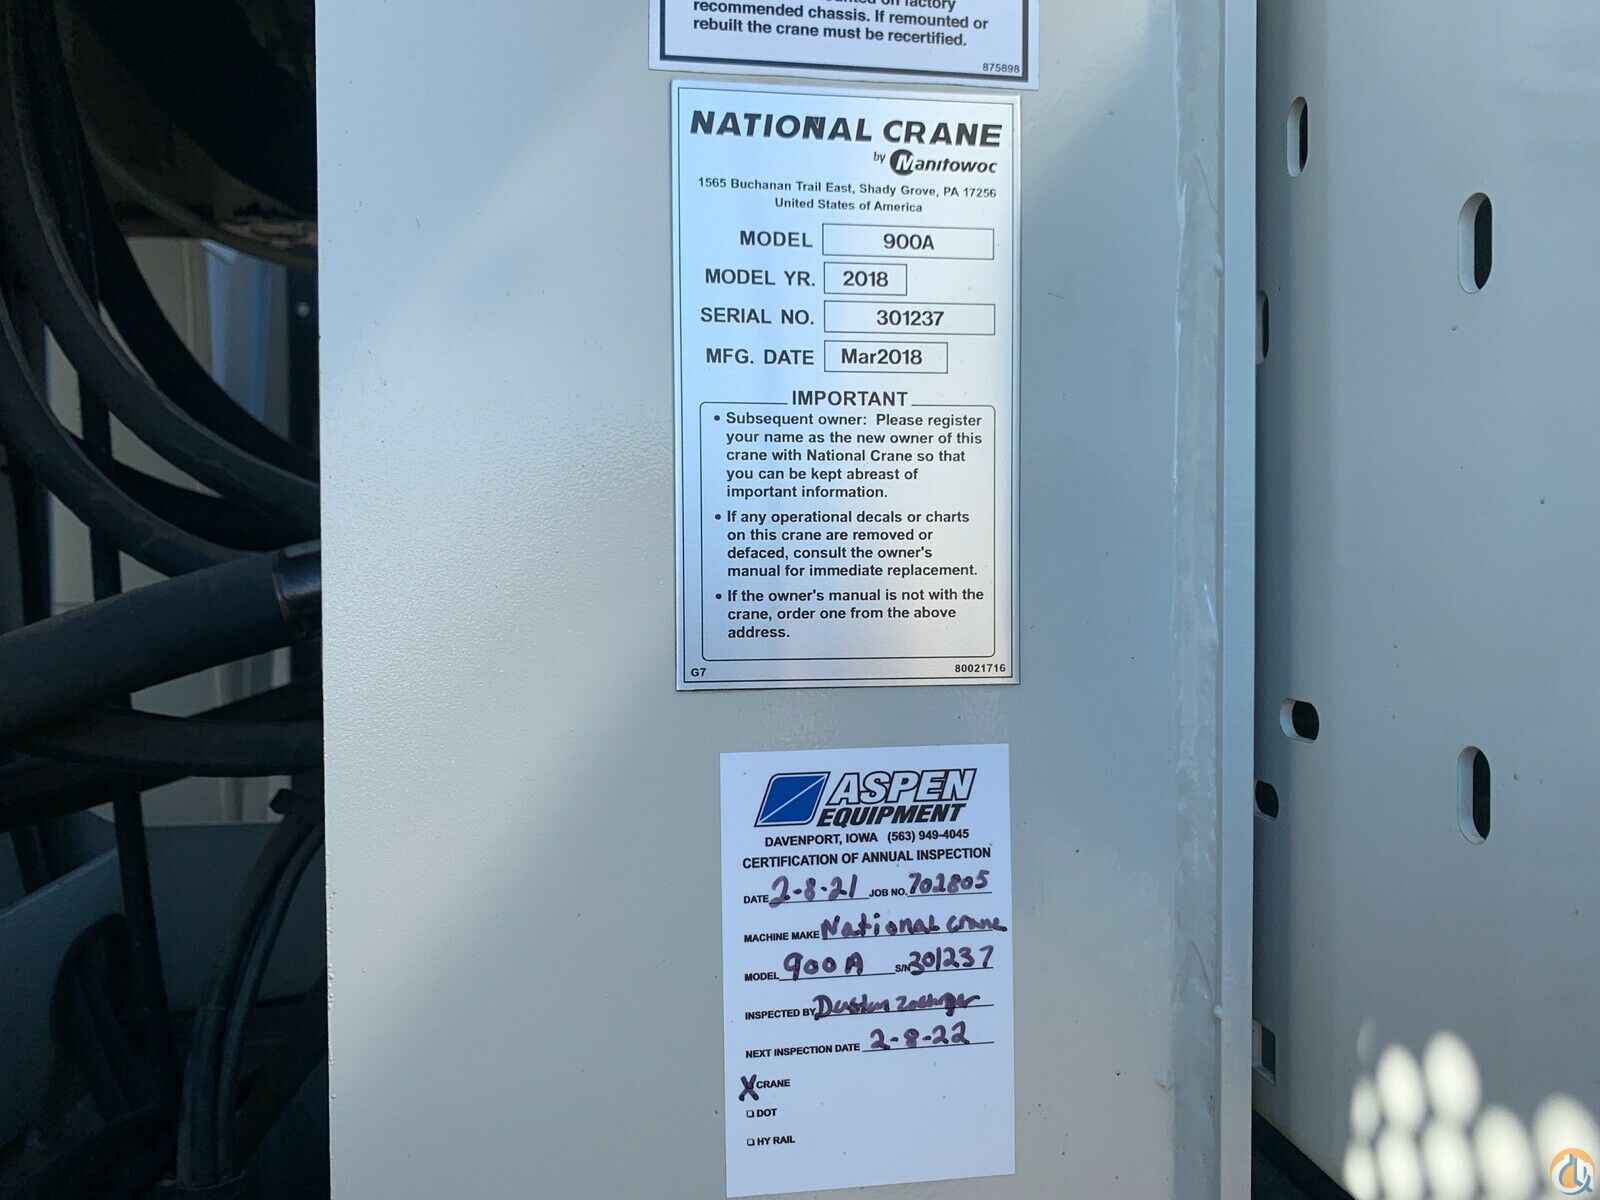 recommended chassis. If remounted or
rebuilt the crane must be recertified.
875898
NATIONAL CRANE
by Manitowoc
1565 Buchanan Trail East, Shady Grove, PA 17256
United States of America
MODEL 900A
MODEL YR. 2018
SERIAL NO. 301237
MFG. DATE Mar2018
IMPORTANT
• Subsequent owner: Please register
your name as the new owner of this
crane with National Crane so that
you can be kept abreast of
important information.
• If any operational decals or charts
on this crane are removed or
defaced, consult the owner's
manual for immediate replacement.
• If the owner's manual is not with the
crane, order one from the above
address.
G7 80021716
ASPEN
EQUIPMENT
DAVENPORT, IOWA (563) 949-4045
CERTIFICATION OF ANNUAL INSPECTION
DATE 2-8-21 JOB NO. 702805
MACHINE MAKE National Crane
MODEL 900A S/N 301237
INSPECTED BY
NEXT INSPECTION DATE 2-8-22
X CRANE
DOT
HY RAIL